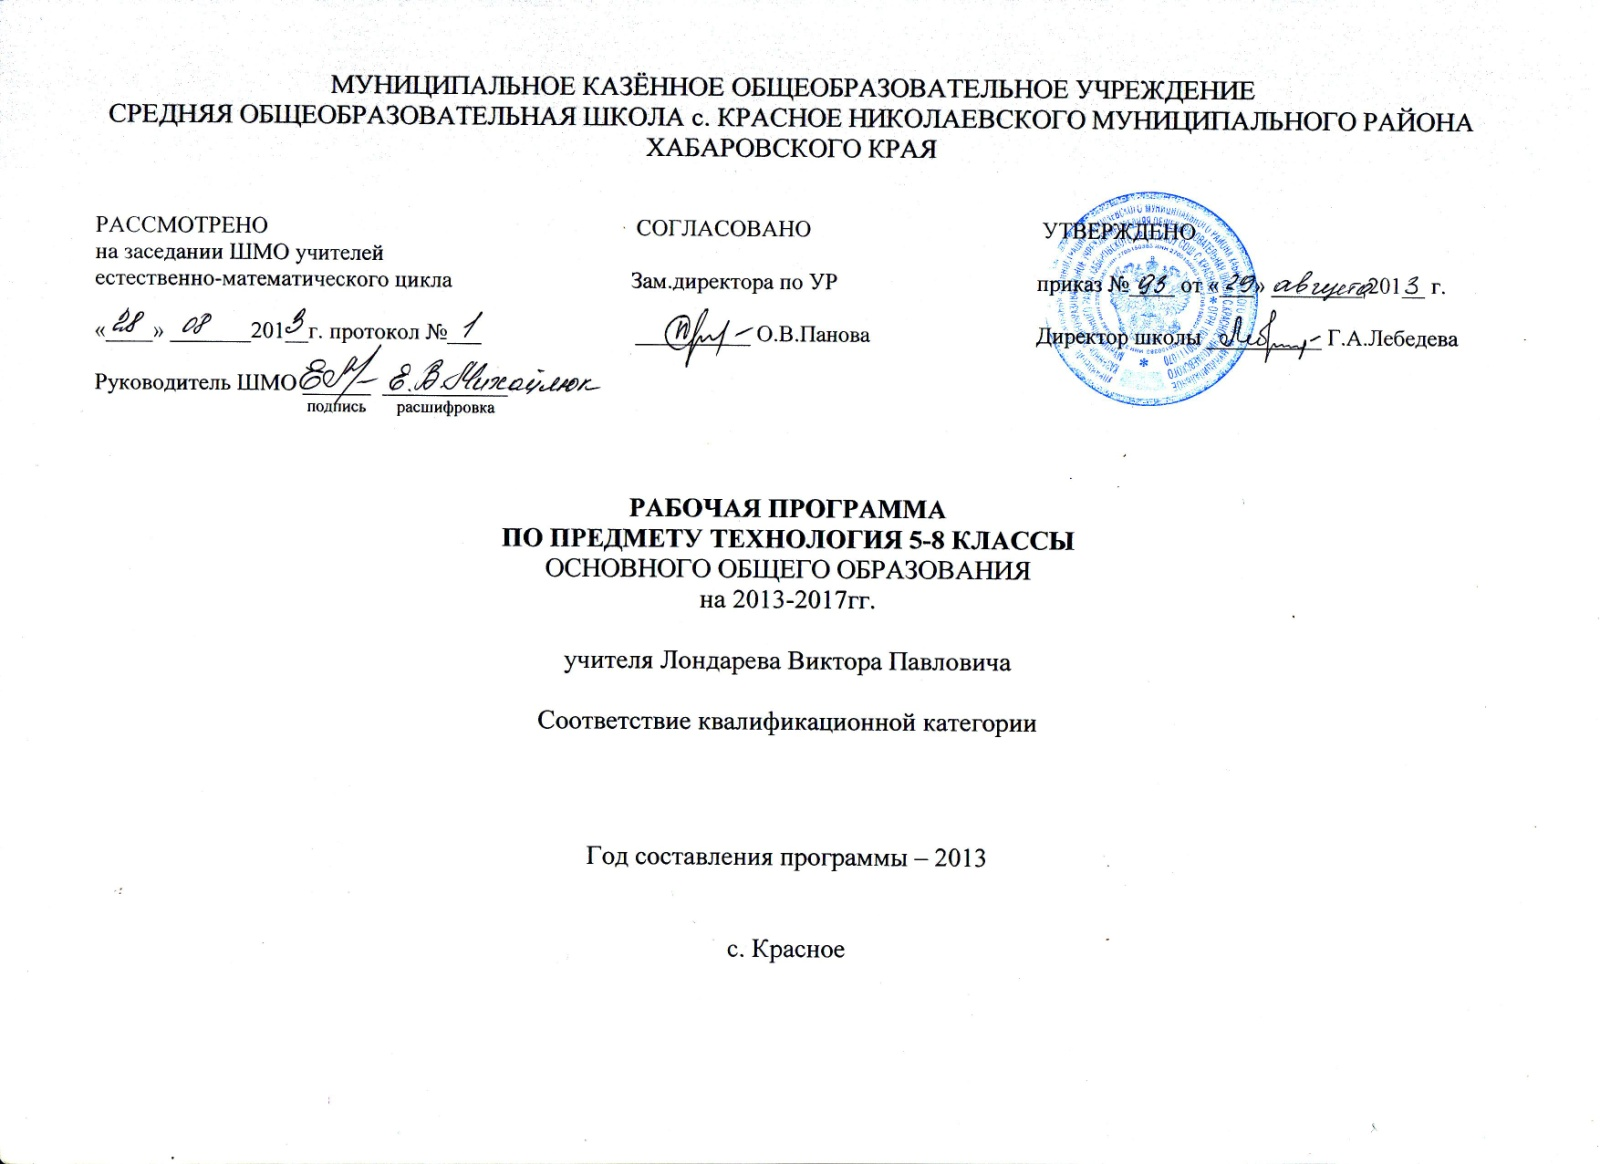 МУНИЦИПАЛЬНОЕ КАЗЁННОЕ ОБЩЕОБРАЗОВАТЕЛЬНОЕ УЧРЕЖДЕНИЕ
СРЕДНЯЯ ОБЩЕОБРАЗОВАТЕЛЬНАЯ ШКОЛА с. КРАСНОЕ НИКОЛАЕВСКОГО МУНИЦИПАЛЬНОГО РАЙОНА
ХАБАРОВСКОГО КРАЯ
РАССМОТРЕНО
на заседании ШМО учителей
естественно-математического цикла
«28» 08 2013 г. протокол № 1
Руководитель ШМО Е.В Михайлюк
подпись расшифровка
СОГЛАСОВАНО
Зам.директора по УР
О.В.Панова
УТВЕРЖДЕНО
приказ № 93 от «29» августа 2013 г.
Директор школы Г.А.Лебедева
РАБОЧАЯ ПРОГРАММА
ПО ПРЕДМЕТУ ТЕХНОЛОГИЯ 5-8 КЛАССЫ
ОСНОВНОГО ОБЩЕГО ОБРАЗОВАНИЯ
на 2013-2017гг.
учителя Лондарева Виктора Павловича
Соответствие квалификационной категории
Год составления программы – 2013
с. Красное